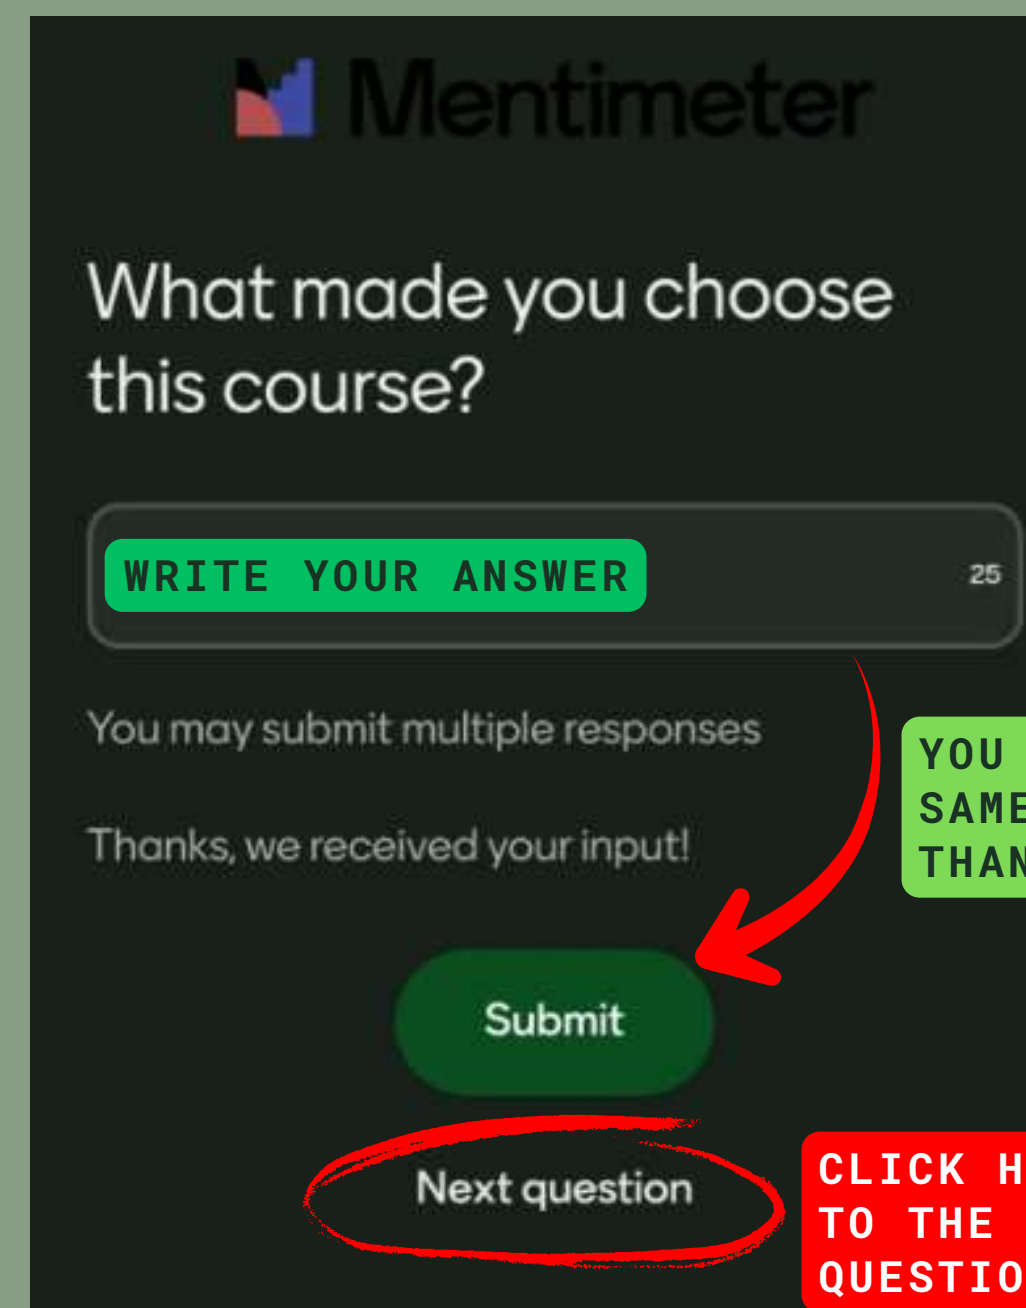 Mentimeter
What made you choose
this course?
WRITE YOUR ANSWER
25
You may submit multiple responses
YOU
SAME
THAN
Thanks, we received your input!
Submit
Next question
CLICK H
TO THE
QUESTIO